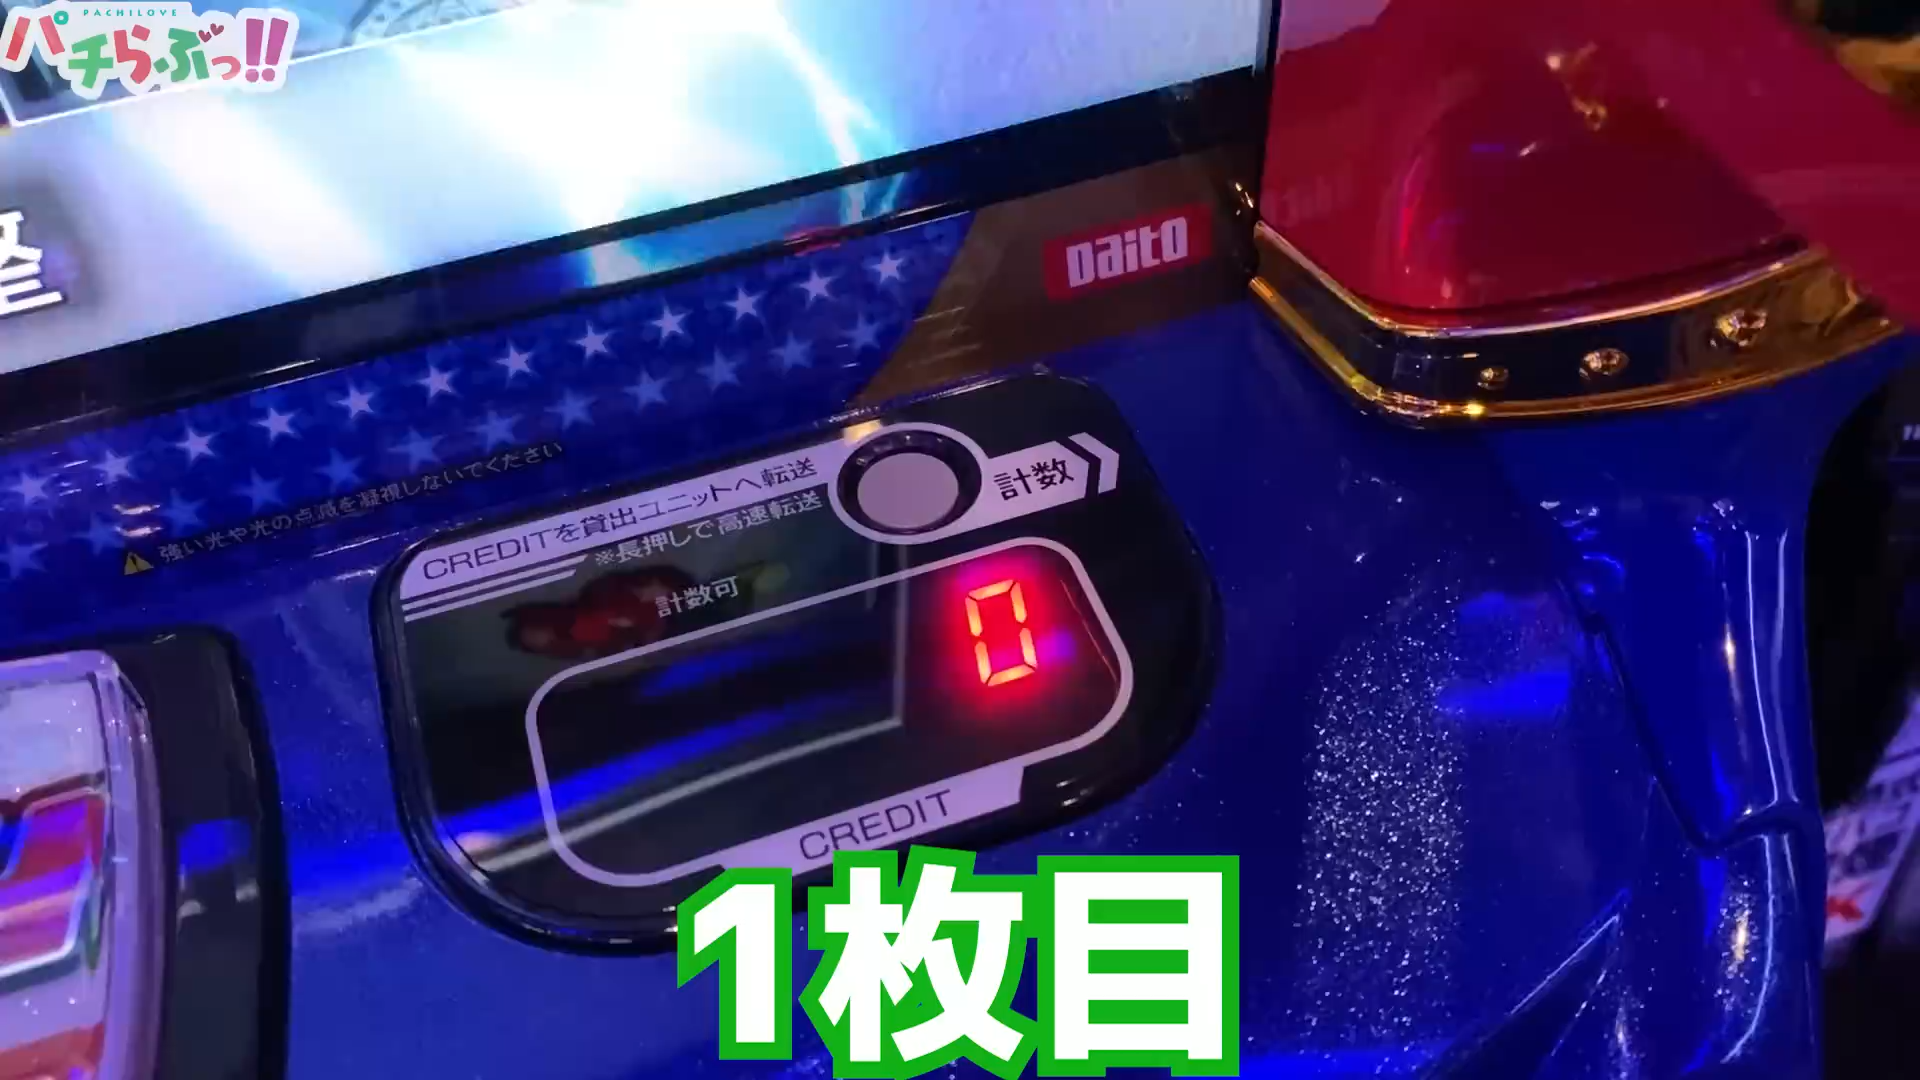 PACHILOVE
パチらぶっ!!
撃
Daito
強い光や光の点滅を凝視しないでください
CREDITを貸出ユニットへ転送
※長押しで高速転送
計数
計数可
0
CREDIT
1枚目